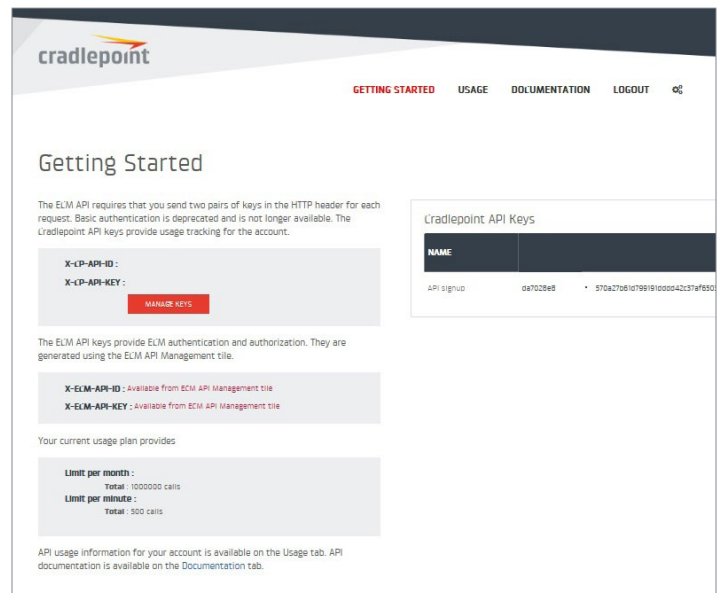 cradlepoint
GETTING STARTED USAGE DOCUMENTATION LOGOUT
Getting Started
The ECM API requires that you send two pairs of keys in the HTTP header for each
request. Basic authentication is deprecated and is not longer available. The
Cradlepoint API keys provide usage tracking for the account.
X-CP-API-ID :
X-CP-API-KEY :
MANAGE KEYS
The ECM API keys provide ECM authentication and authorization. They are
generated using the ECM API Management tile.
X-ECM-API-ID : Available from ECM API Management tile
X-ECM-API-KEY : Available from ECM API Management tile
Your current usage plan provides
Limit per month :
Total : 1000000 calls
Limit per minute :
Total : 500 calls
API usage information for your account is available on the Usage tab. API
documentation is available on the Documentation tab.
Cradlepoint API Keys
NAME
API signup da7028e8 •